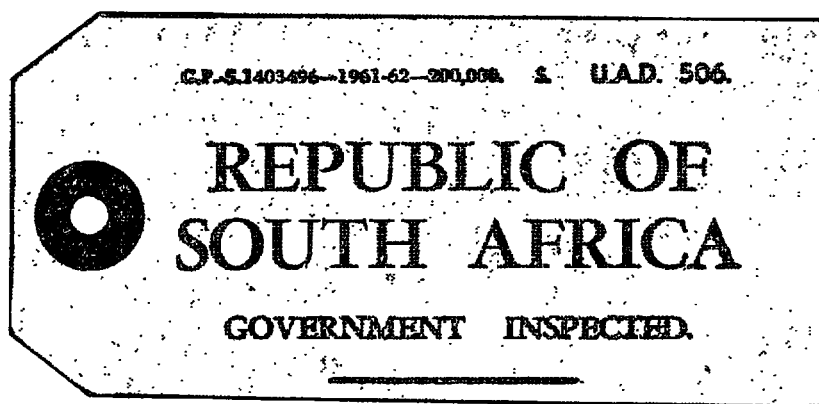 G.P.-S.1403496—1961-62—200,000. S. U.A.D. 506.
REPUBLIC OF
SOUTH AFRICA
GOVERNMENT INSPECTED.